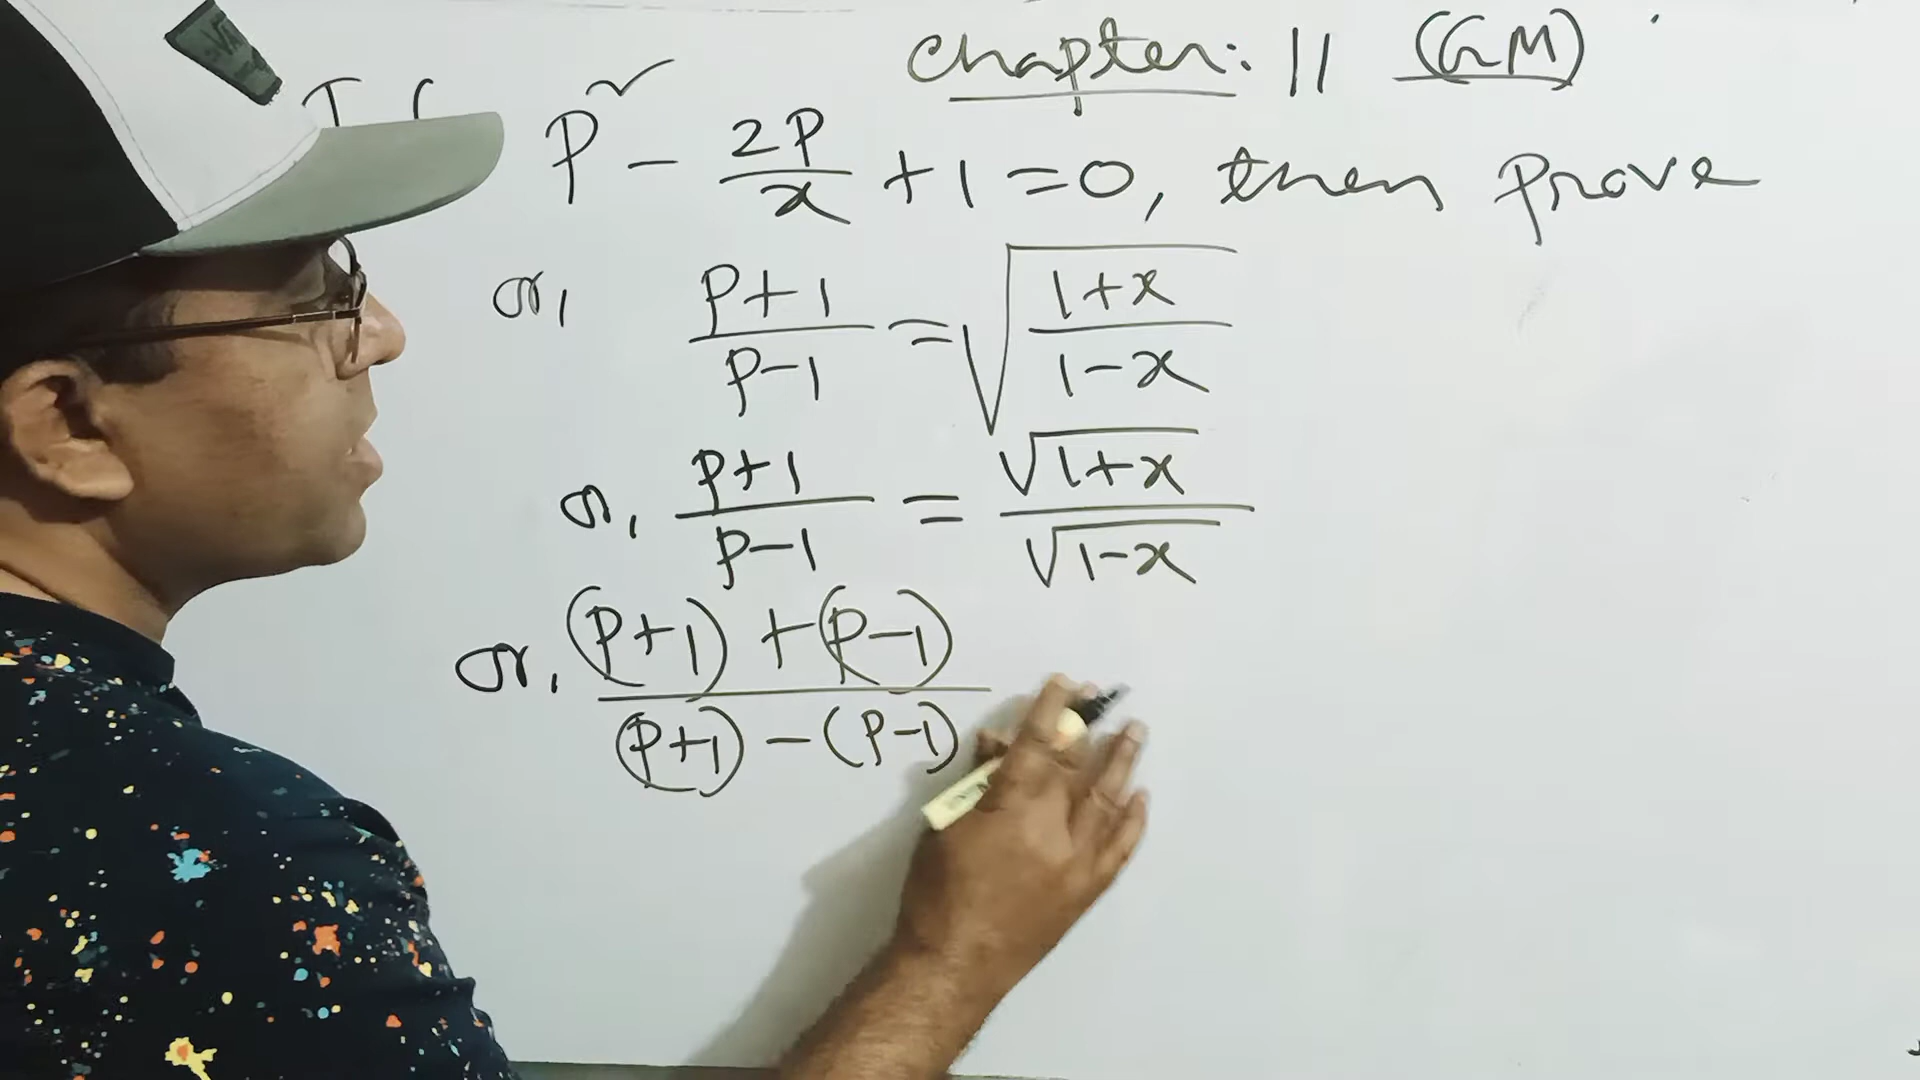 Chapter: 11 (GM)
P² - 2P/x + 1 = 0, then prove
or, p+1/p-1 = √(1+x/1-x)
or, p+1/p-1 = √1+x/√1-x
or, (P+1) + (P-1)/(P+1) - (P-1)